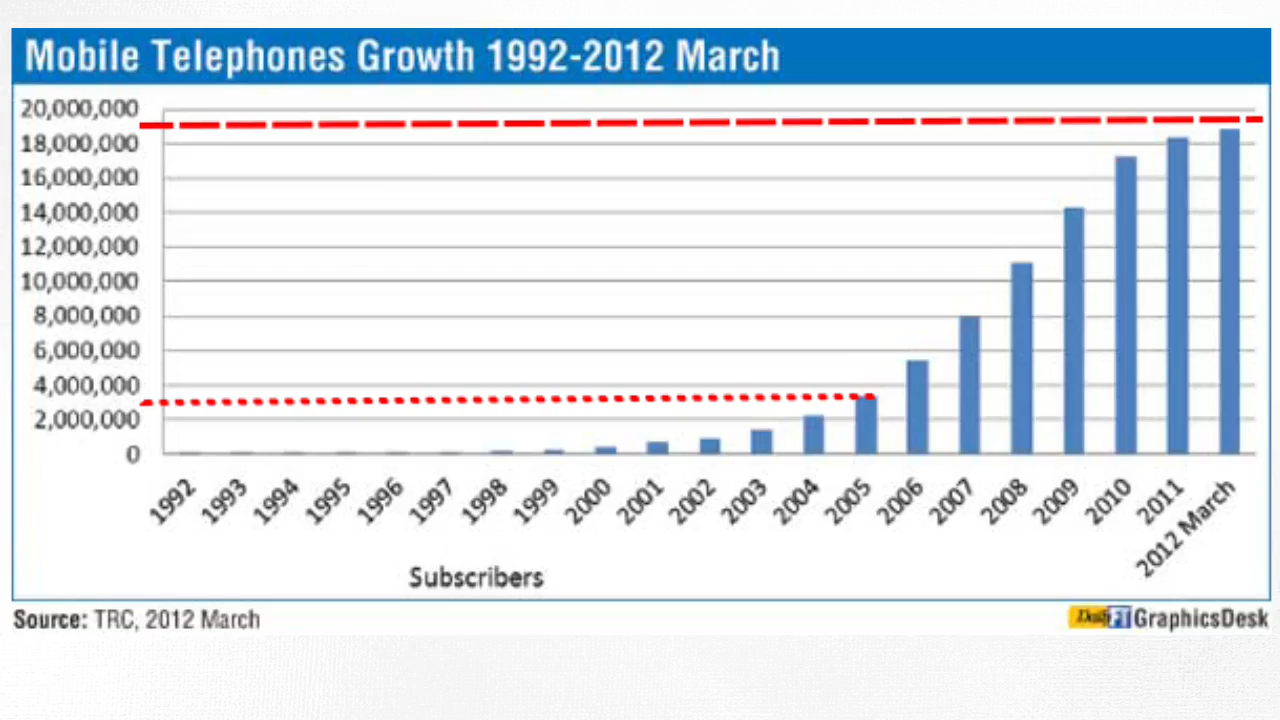 Mobile Telephones Growth 1992-2012 March
20,000,000
18,000,000
16,000,000
14,000,000
12,000,000
10,000,000
8,000,000
6,000,000
4,000,000
2,000,000
0
1992 1993 1994 1995 1996 1997 1998 1999 2000 2001 2002 2003 2004 2005 2006 2007 2008 2009 2010 2011 2012 March
Subscribers
Source: TRC, 2012 March
Daily FT GraphicsDesk